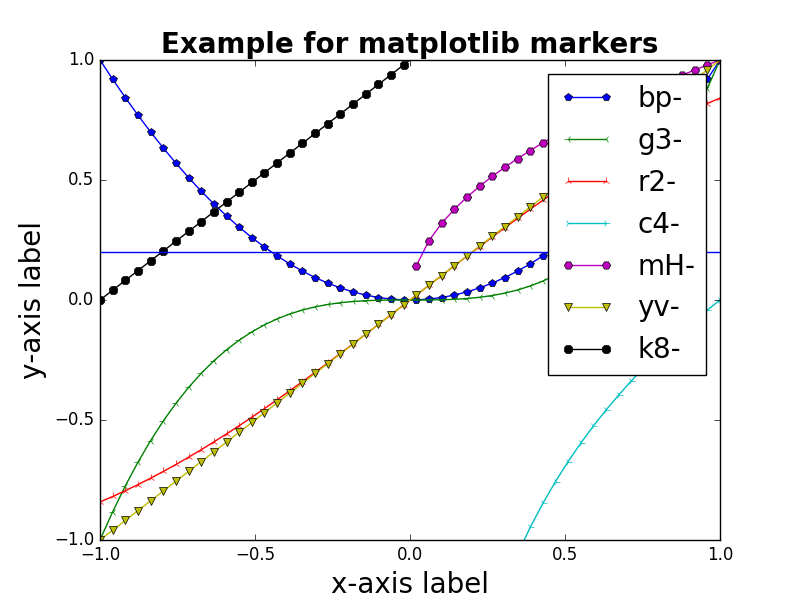 Example for matplotlib markers
1.0
0.5
0.0
−0.5
−1.0
y-axis label
bp-
g3-
r2-
c4-
mH-
yv-
k8-
−1.0 −0.5 0.0 0.5 1.0
x-axis label